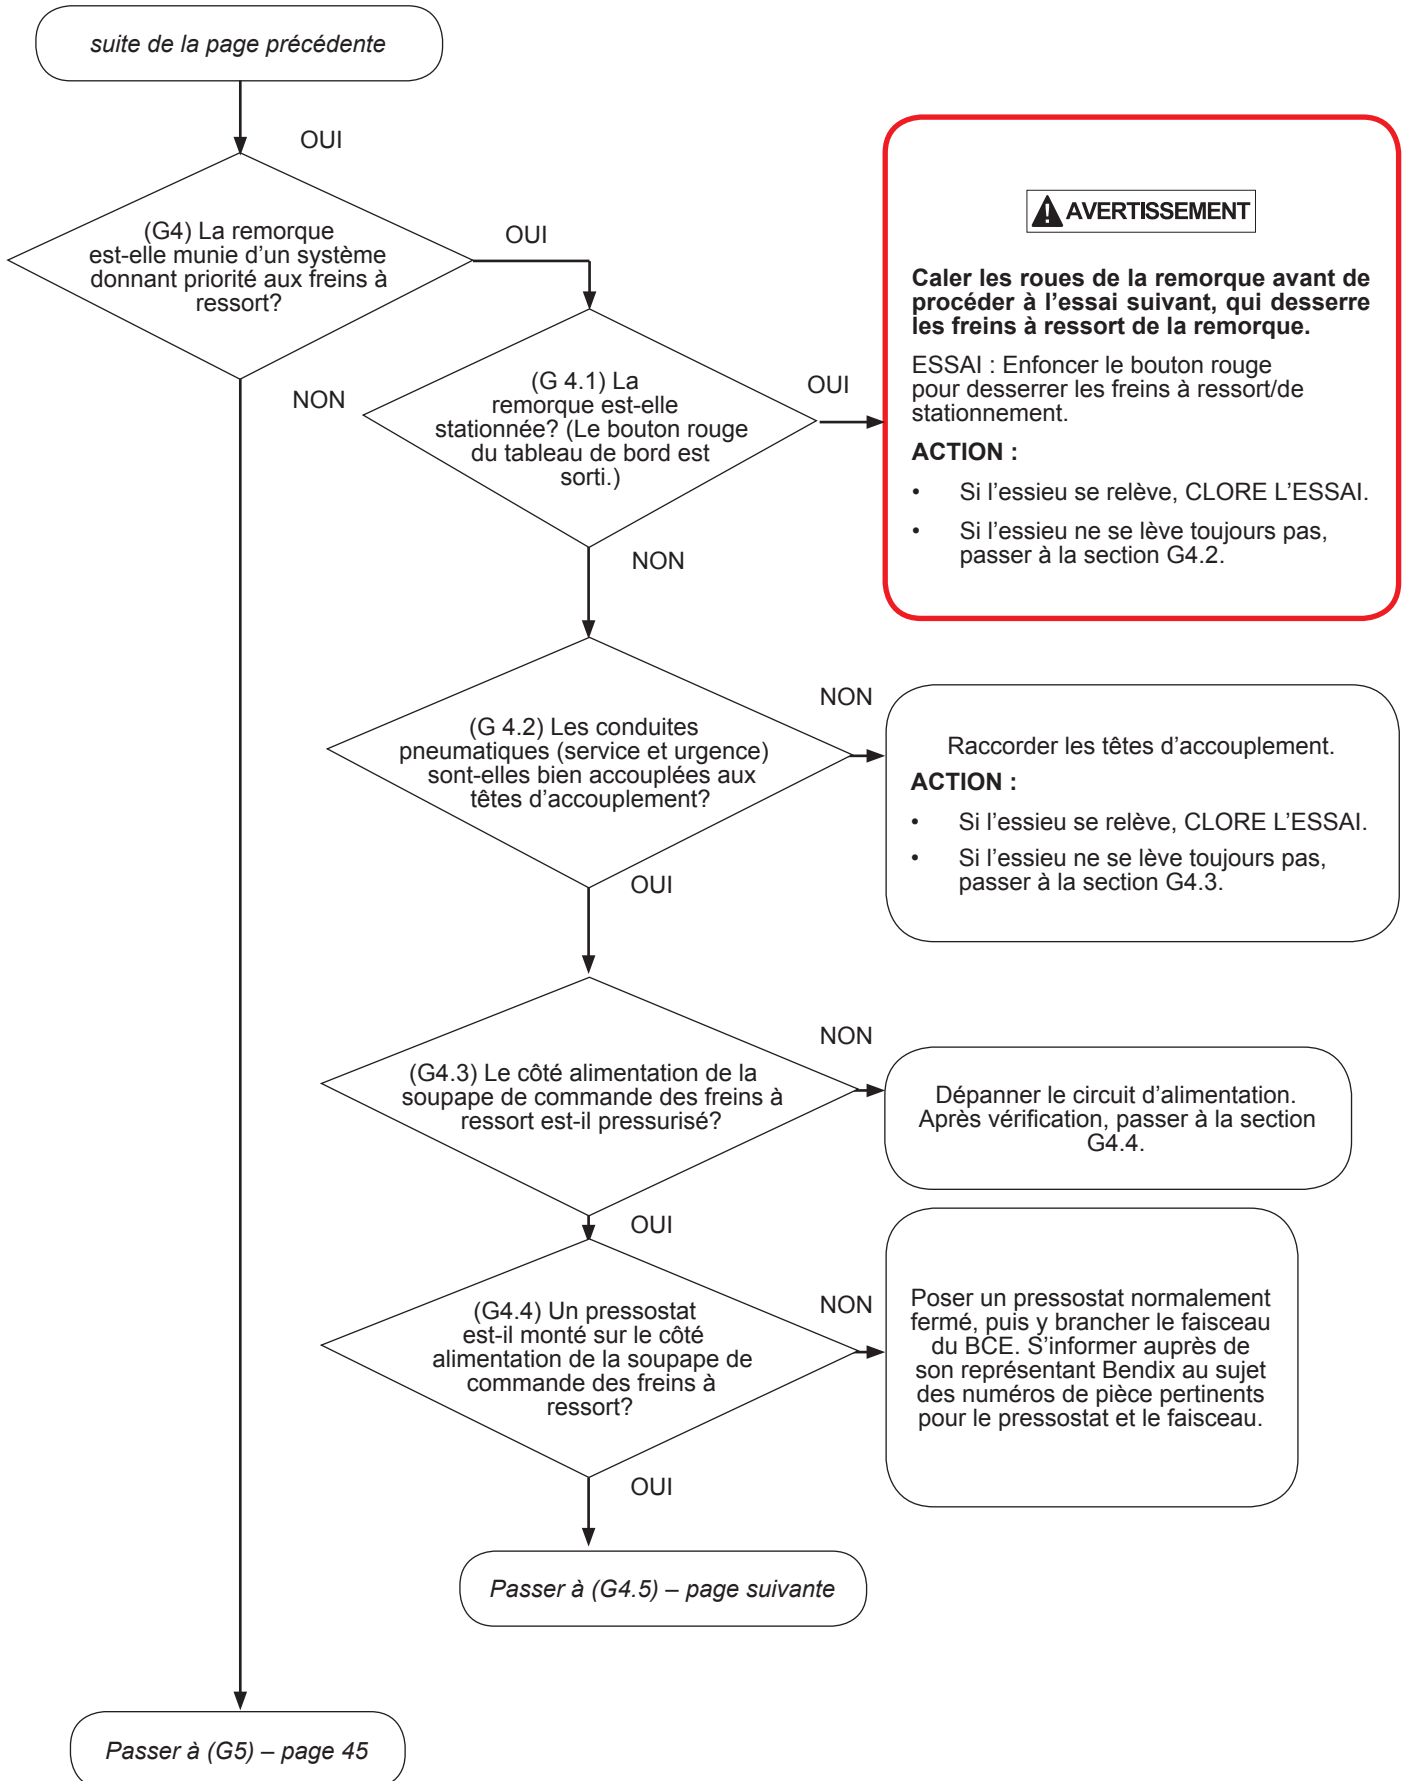 suite de la page précédente
OUI
(G4) La remorque
est-elle munie d’un système
donnant priorité aux freins à
ressort?
OUI
NON
(G 4.1) La
remorque est-elle
stationnée? (Le bouton rouge
du tableau de bord est
sorti.)
OUI
AVERTISSEMENT
Caler les roues de la remorque avant de
procéder à l’essai suivant, qui desserre
les freins à ressort de la remorque.
ESSAI : Enfoncer le bouton rouge
pour desserrer les freins à ressort/de
stationnement.
ACTION :
• Si l’essieu se relève, CLORE L’ESSAI.
• Si l’essieu ne se lève toujours pas,
passer à la section G4.2.
NON
(G 4.2) Les conduites
pneumatiques (service et urgence)
sont-elles bien accouplées aux
têtes d’accouplement?
NON
Raccorder les têtes d’accouplement.
ACTION :
• Si l’essieu se relève, CLORE L’ESSAI.
• Si l’essieu ne se lève toujours pas,
passer à la section G4.3.
OUI
(G4.3) Le côté alimentation de la
soupape de commande des freins à
ressort est-il pressurisé?
NON
Dépanner le circuit d’alimentation.
Après vérification, passer à la section
G4.4.
OUI
(G4.4) Un pressostat
est-il monté sur le côté
alimentation de la soupape de
commande des freins à
ressort?
NON
Poser un pressostat normalement
fermé, puis y brancher le faisceau
du BCE. S’informer auprès de
son représentant Bendix au sujet
des numéros de pièce pertinents
pour le pressostat et le faisceau.
OUI
Passer à (G4.5) – page suivante
Passer à (G5) – page 45